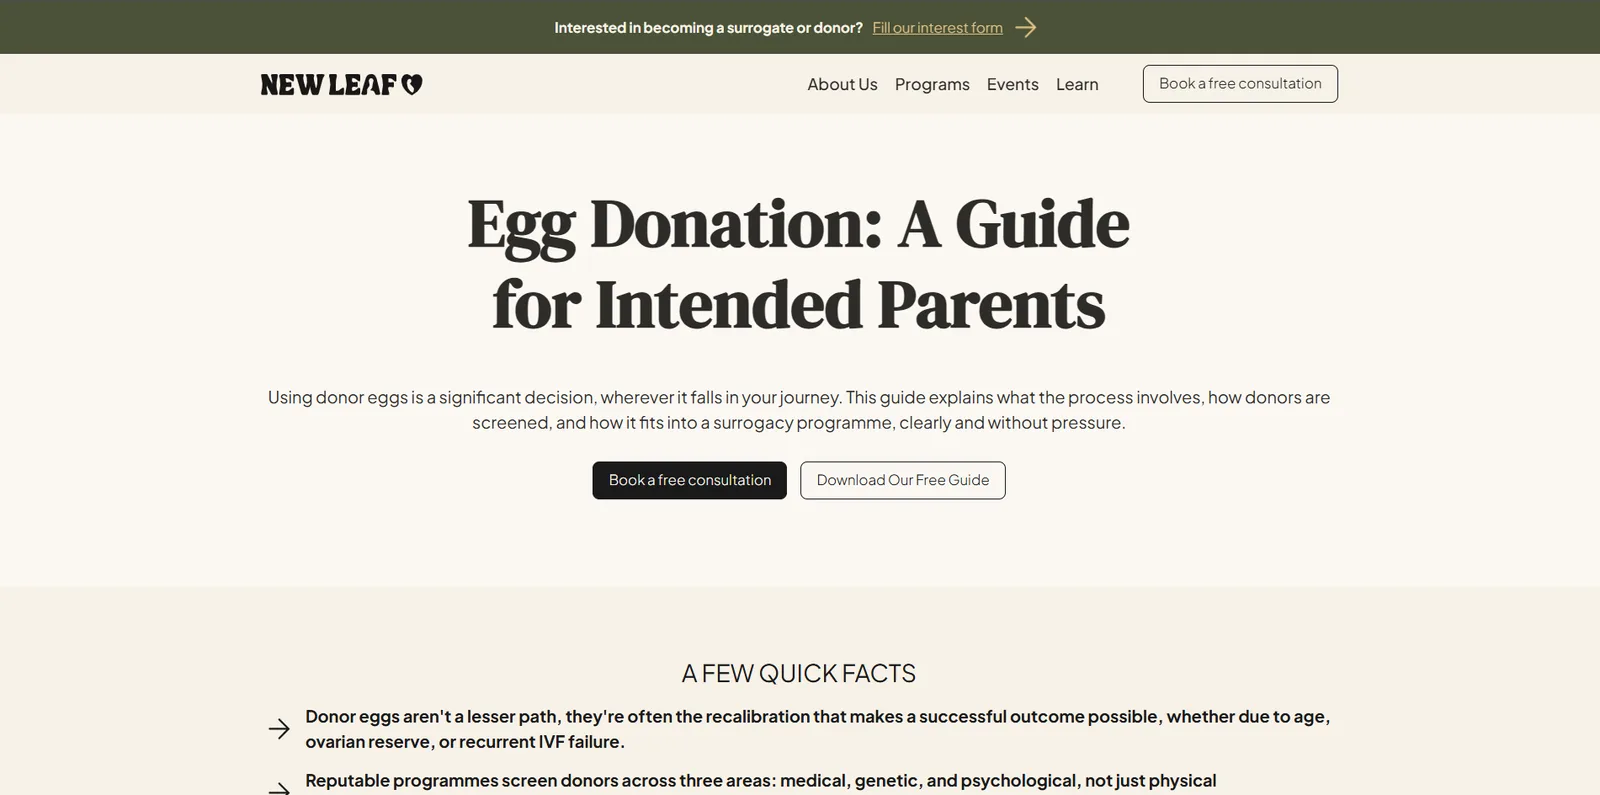 Interested in becoming a surrogate or donor? Fill our interest form
NEW LEAF
About Us Programs Events Learn Book a free consultation
Egg Donation: A Guide
for Intended Parents
Using donor eggs is a significant decision, wherever it falls in your journey. This guide explains what the process involves, how donors are
screened, and how it fits into a surrogacy programme, clearly and without pressure.
Book a free consultation Download Our Free Guide
A FEW QUICK FACTS
Donor eggs aren't a lesser path, they're often the recalibration that makes a successful outcome possible, whether due to age,
ovarian reserve, or recurrent IVF failure.
Reputable programmes screen donors across three areas: medical, genetic, and psychological, not just physical